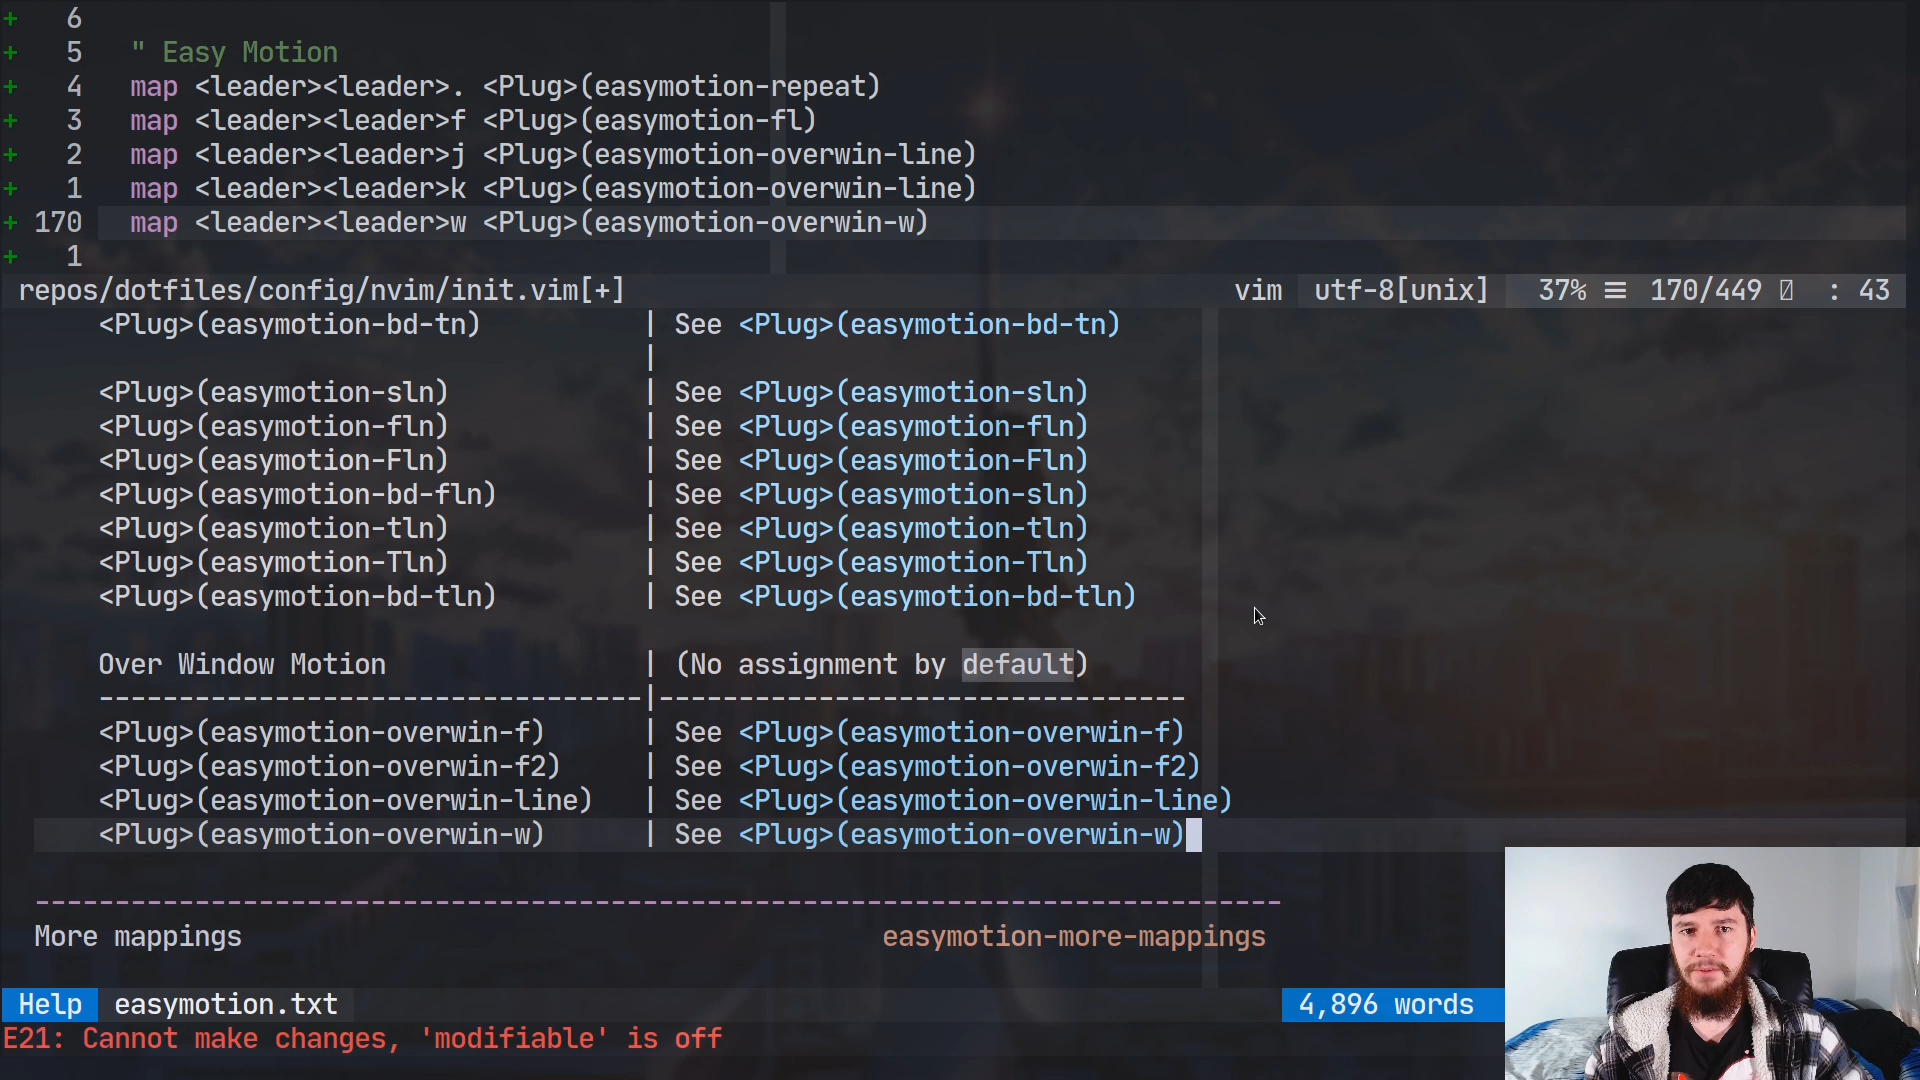 + 6
+ 5 " Easy Motion
+ 4 map <leader><leader>. <Plug>(easymotion-repeat)
+ 3 map <leader><leader>f <Plug>(easymotion-fl)
+ 2 map <leader><leader>j <Plug>(easymotion-overwin-line)
+ 1 map <leader><leader>k <Plug>(easymotion-overwin-line)
+ 170 map <leader><leader>w <Plug>(easymotion-overwin-w)
+ 1
repos/dotfiles/config/nvim/init.vim[+] vim utf-8[unix] 37% ≡ 170/449 : 43
<Plug>(easymotion-bd-tn) | See <Plug>(easymotion-bd-tn)
|
<Plug>(easymotion-sln) | See <Plug>(easymotion-sln)
<Plug>(easymotion-fln) | See <Plug>(easymotion-fln)
<Plug>(easymotion-Fln) | See <Plug>(easymotion-Fln)
<Plug>(easymotion-bd-fln) | See <Plug>(easymotion-sln)
<Plug>(easymotion-tln) | See <Plug>(easymotion-tln)
<Plug>(easymotion-Tln) | See <Plug>(easymotion-Tln)
<Plug>(easymotion-bd-tln) | See <Plug>(easymotion-bd-tln)
Over Window Motion | (No assignment by default)
----------------------------------|---------------------------------
<Plug>(easymotion-overwin-f) | See <Plug>(easymotion-overwin-f)
<Plug>(easymotion-overwin-f2) | See <Plug>(easymotion-overwin-f2)
<Plug>(easymotion-overwin-line) | See <Plug>(easymotion-overwin-line)
<Plug>(easymotion-overwin-w) | See <Plug>(easymotion-overwin-w)
------------------------------------------------------------------------------
More mappings easymotion-more-mappings
Help easymotion.txt 4,896 words
E21: Cannot make changes, 'modifiable' is off